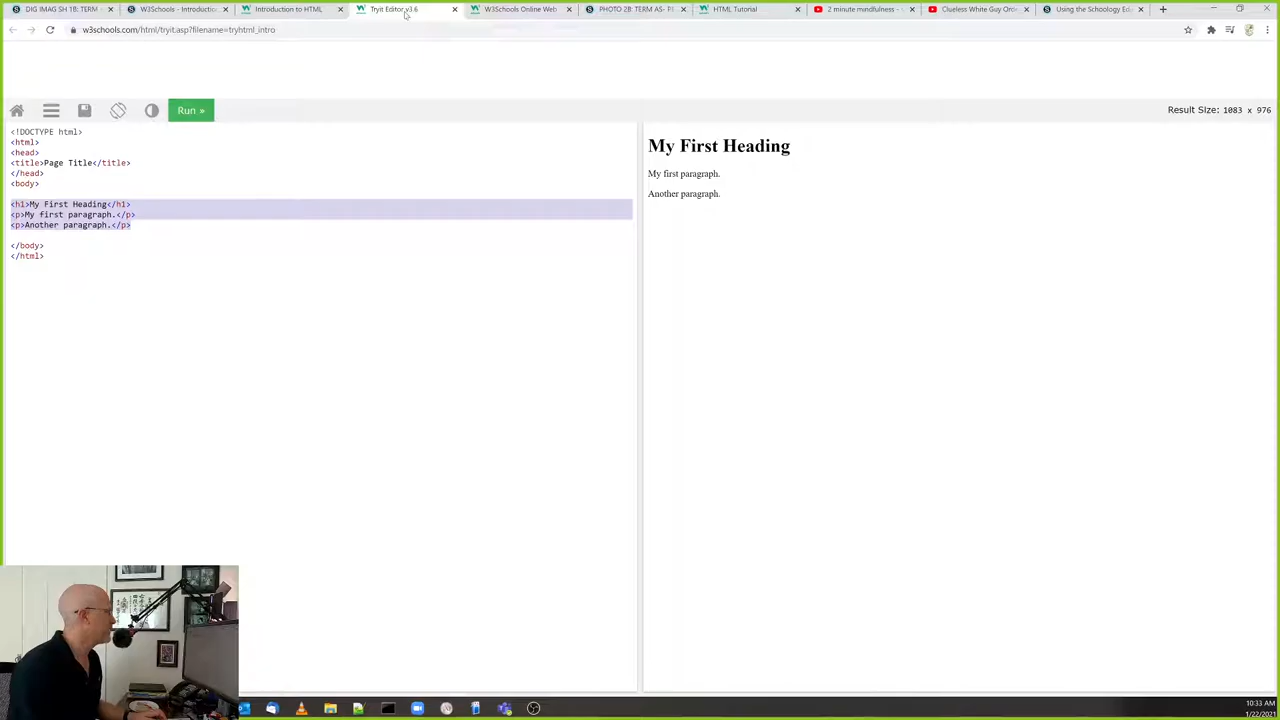 DIG IMAG SH 1B: TERM
W3Schools - Introductio
Introduction to HTML
Tryit Editor v3.6
W3Schools Online Web
PHOTO 2B: TERM AS- P
HTML Tutorial
2 minute mindfulness -
Clueless White Guy Ord
Using the Schoology Ed
w3schools.com/html/tryit.asp?filename=tryhtml_intro
Run »
Result Size: 1083 x 976
<!DOCTYPE html>
<html>
<head>
<title>Page Title</title>
</head>
<body>
<h1>My First Heading</h1>
<p>My first paragraph.</p>
<p>Another paragraph.</p>
</body>
</html>
My First Heading
My first paragraph.
Another paragraph.
10:33 AM
1/22/2021